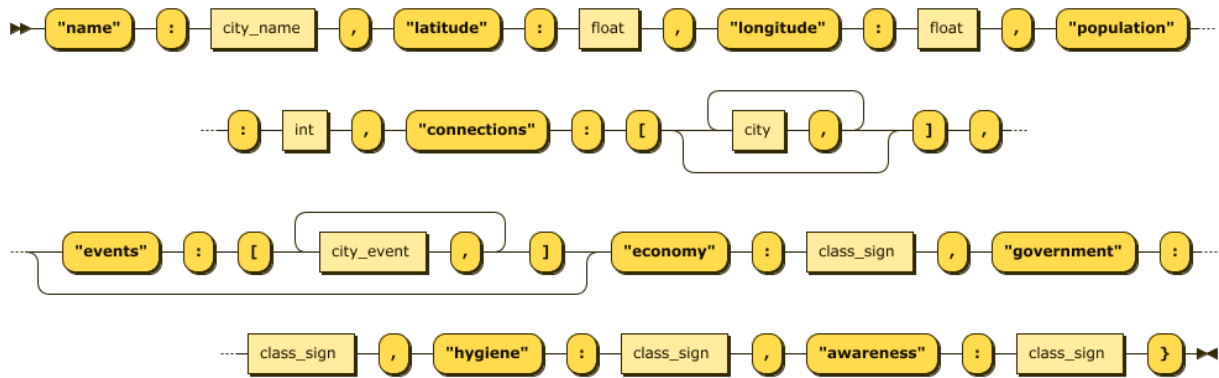 "name" : city_name , "latitude" : float , "longitude" : float , "population"
: int , "connections" : [ city , ] ,
"events" : [ city_event , ] "economy" : class_sign , "government" :
class_sign , "hygiene" : class_sign , "awareness" : class_sign }